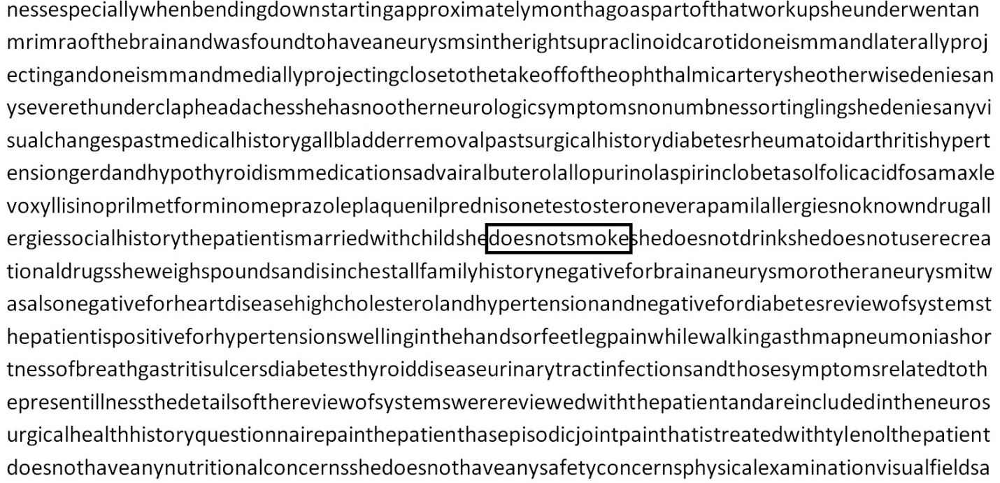 nessespeciallywhenbendingdownstartingapproximatelymonthagoaspartofthatworkupsheunderwentan
mrimraofthebrainandwasfoundtohaveaneurysmsintherightsupraclinoidcarotidoneismmandlaterallyproj
ectingandoneismmandmediallyprojectingclosetothetakeoffoftheophthalmicarterysheotherwisedeniesan
yseverethunderclapheadachesshehasnootherneurologicsymptomsnonumbnessortinglingshedeniesanyvi
sualchangespastmedicalhistorygallbladderremovalpastsurgicalhistorydiabetesrheumatoidarthritishypert
ensiongerdandhypothyroidismmedicationsadvairalbuterolallopurinolaspirinclobetasolfolicacidfosamaxle
voxyllisinoprilmetforminomeprazoleplaquenilprednisonetestosteroneverapamilallergiesnoknowndrugall
ergiessocialhistorythepatientismarriedwithchildshedoesnotsmokeshedoesnotdrinkshedoesnotuserecrea
tionaldrugssheweighspoundsandisinchestallfamilyhistorynegativeforbrainaneurysmorotheraneurysmitw
asalsonegativeforheartdiseasehighcholesterolandhypertensionandnegativefordiabetesreviewofsystemst
hepatientispositiveforhypertensionswellinginthehandsorfeetlegpainwhilewalkingasthmapneumoniashor
tnessofbreathgastritisulcersdiabetesthyroiddiseaseurinarytractinfectionsandthosesymptomsrelatedtoth
epresentillnessthedetailsofthereviewofsystemswerereviewedwiththepatientandareincludedintheneuros
urgicalhealthhistoryquestionnairepainthepatienthasepisodicjointpainthatistreatedwithtylenolthepatient
doesnothaveanynutritionalconcernsshedoesnothaveanysafetyconcernsphysicalexaminationvisualfieldsa